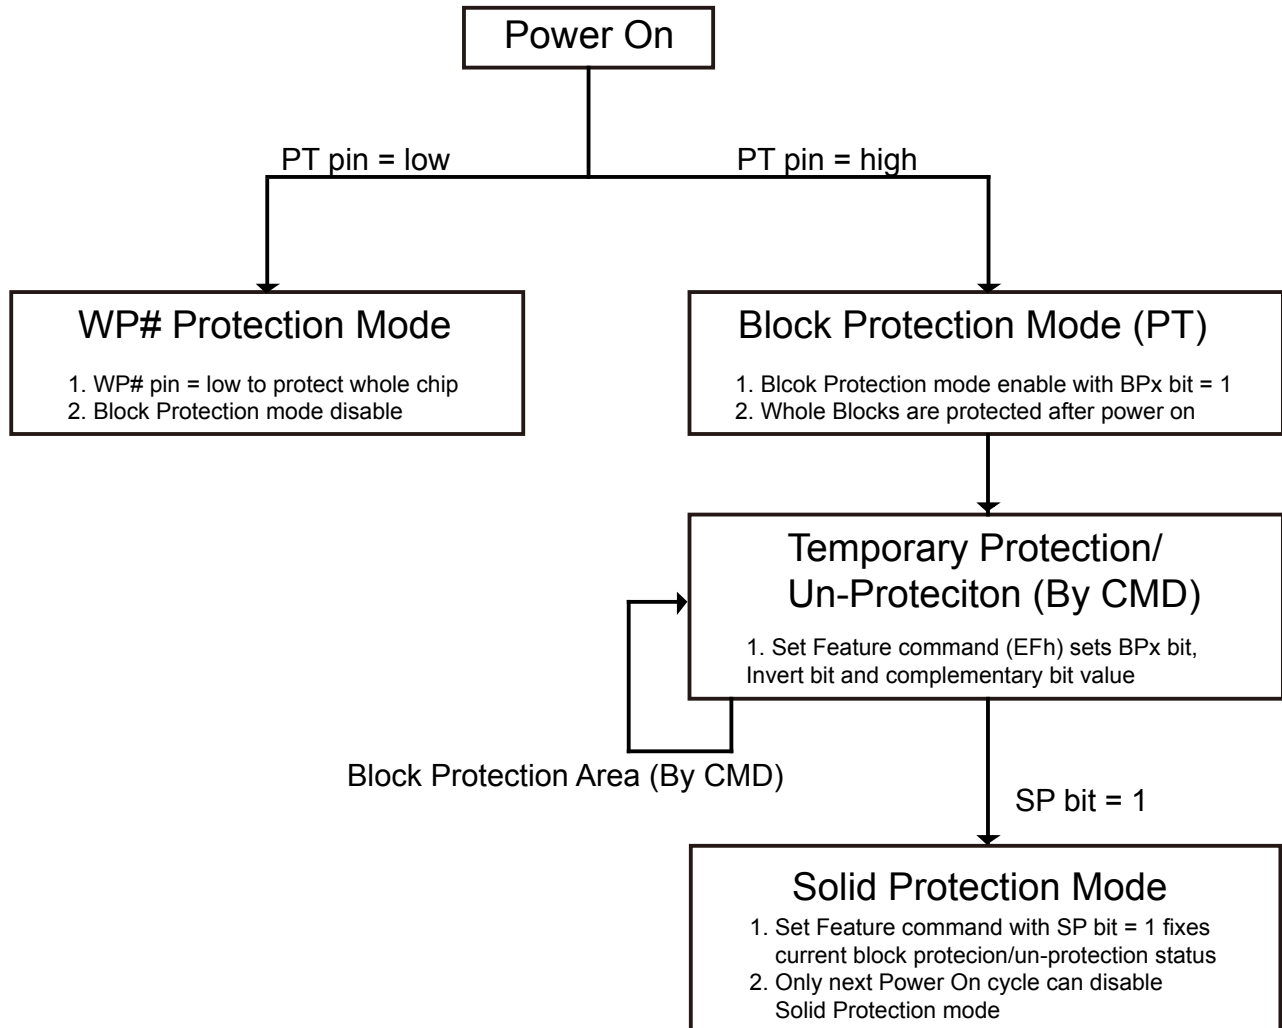 Power On
PT pin = low
PT pin = high
WP# Protection Mode
1. WP# pin = low to protect whole chip
2. Block Protection mode disable
Block Protection Mode (PT)
1. Blcok Protection mode enable with BPx bit = 1
2. Whole Blocks are protected after power on
Temporary Protection/
Un-Proteciton (By CMD)
1. Set Feature command (EFh) sets BPx bit,
Invert bit and complementary bit value
Block Protection Area (By CMD)
SP bit = 1
Solid Protection Mode
1. Set Feature command with SP bit = 1 fixes
current block protecion/un-protection status
2. Only next Power On cycle can disable
Solid Protection mode